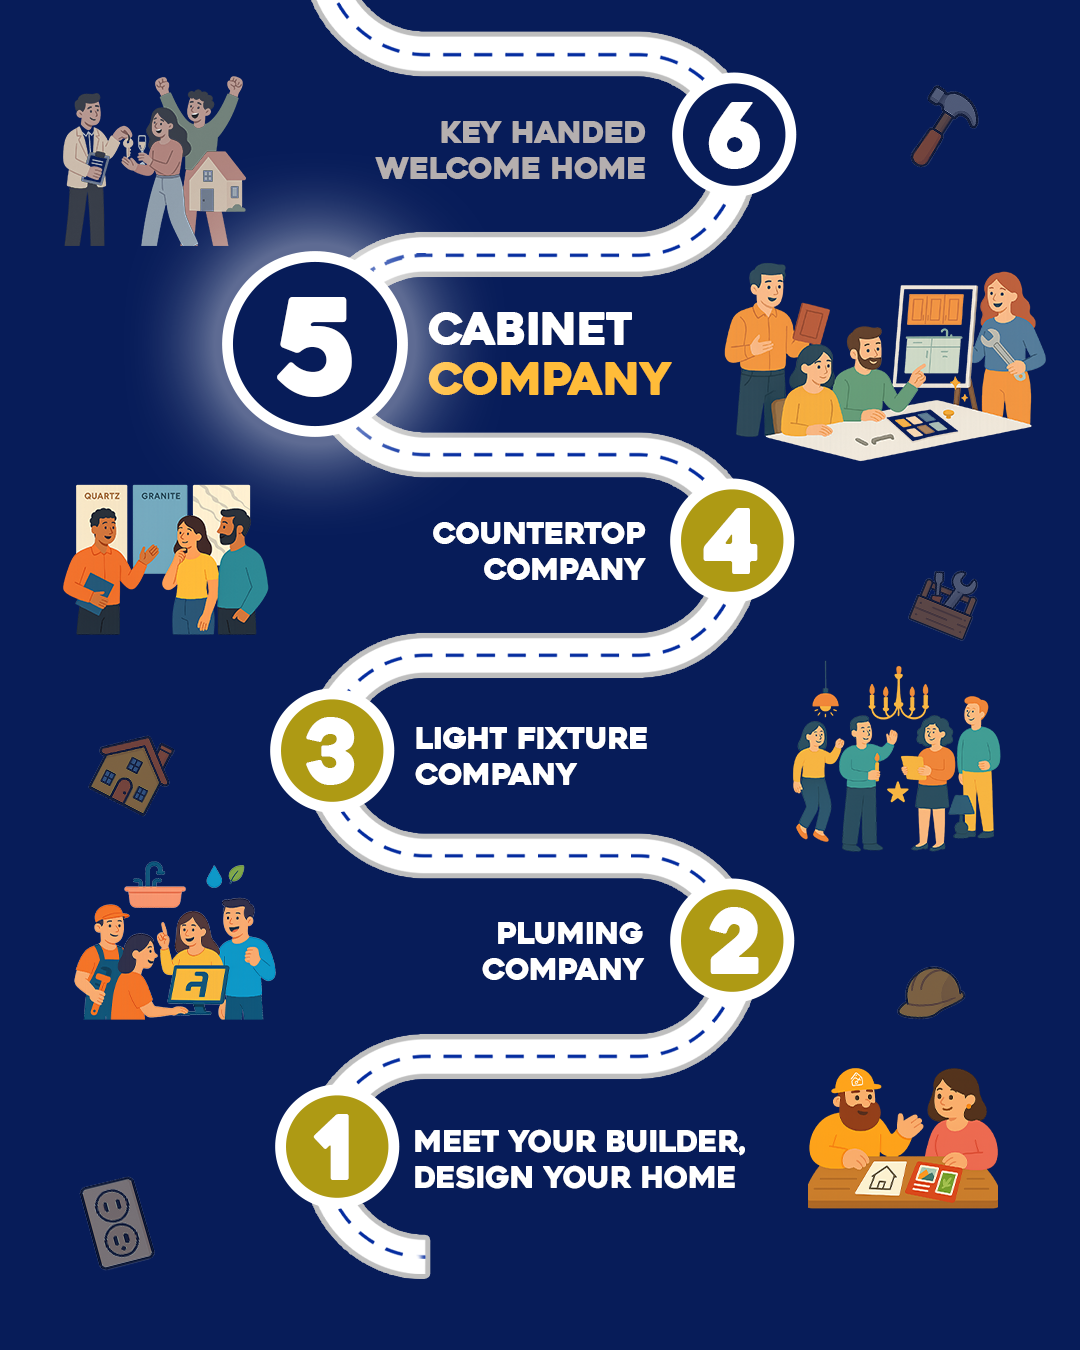 6
KEY HANDED
WELCOME HOME
5
CABINET
COMPANY
QUARTZ
GRANITE
4
COUNTERTOP
COMPANY
3
LIGHT FIXTURE
COMPANY
2
PLUMING
COMPANY
1
MEET YOUR BUILDER,
DESIGN YOUR HOME